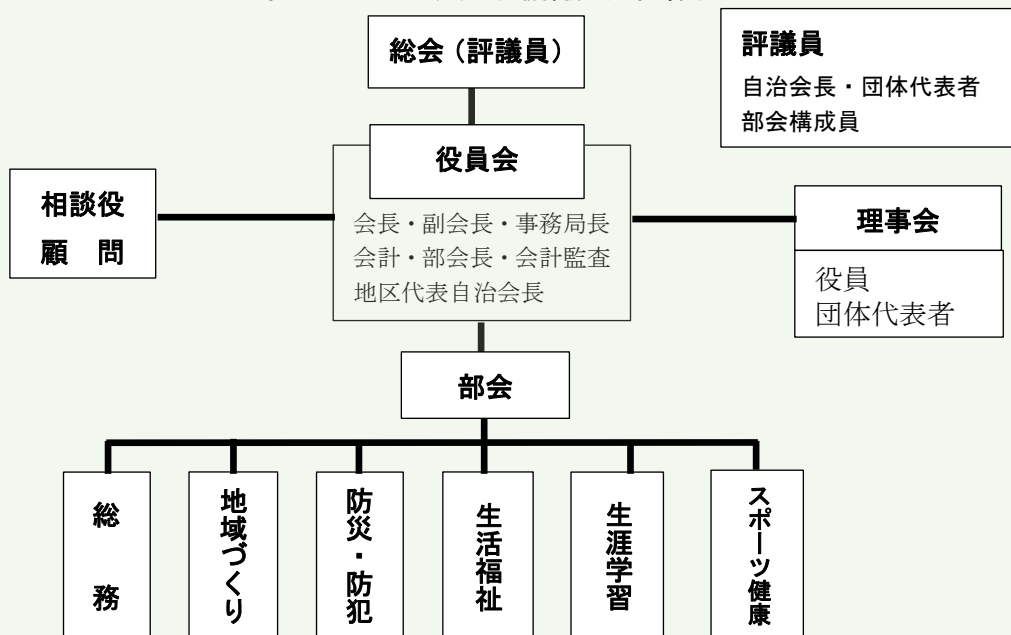 総会（評議員）
評議員
自治会長・団体代表者
部会構成員
役員会
会長・副会長・事務局長
会計・部会長・会計監査
地区代表自治会長
相談役
顧　問
理事会
役員
団体代表者
部会
総　務
地域づくり
防災・防犯
生活福祉
生涯学習
スポーツ健康